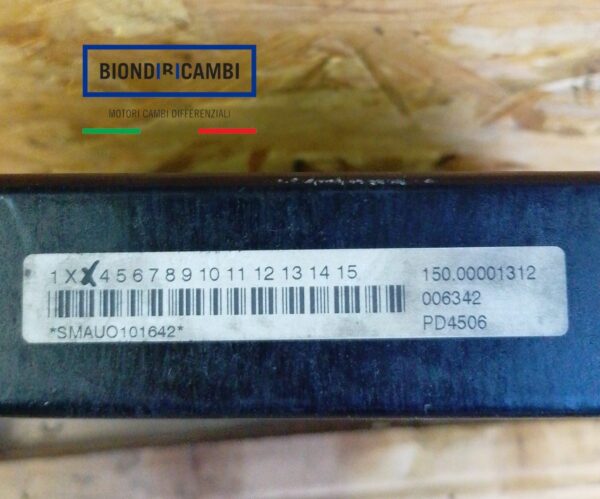 BIONDIRICAMBI
MOTORI CAMBI DIFFERENZIALI
1 X X 4 5 6 7 8 9 10 11 12 13 14 15
*SMAUO101642*
150.00001312
006342
PD4506